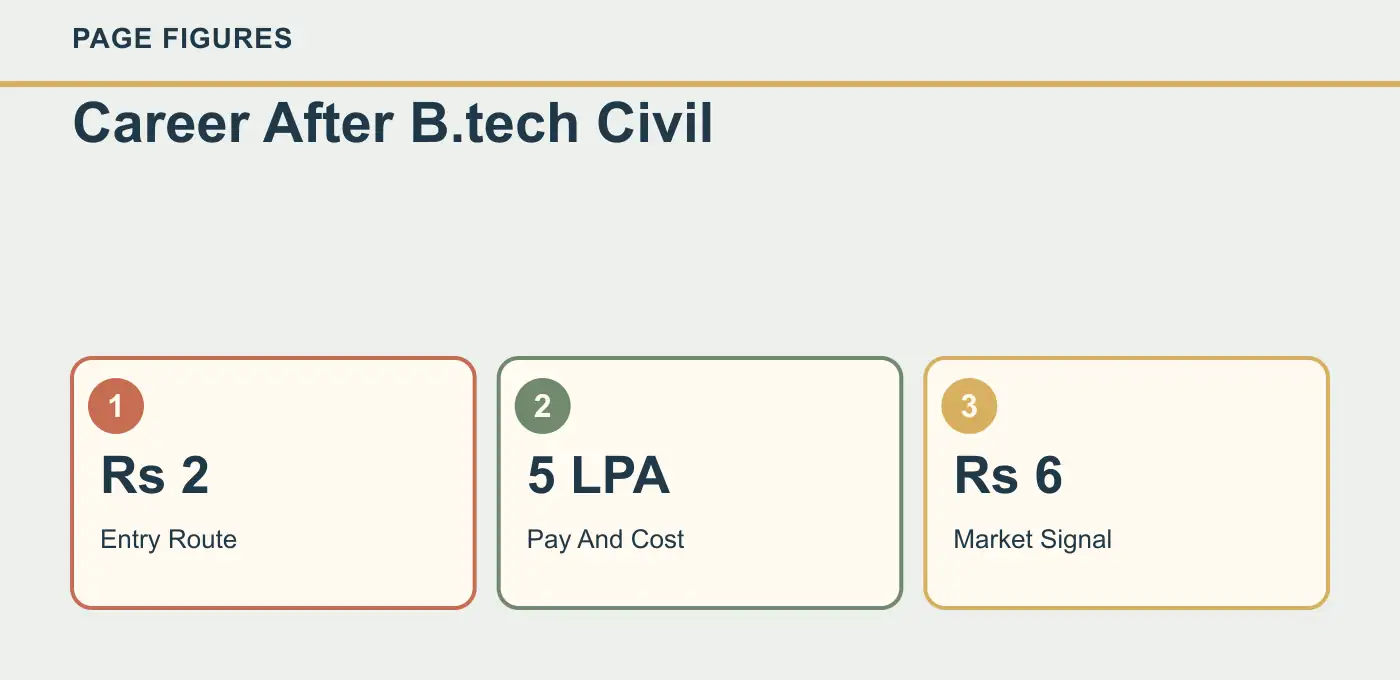 PAGE FIGURES
Career After B.tech Civil
1
Rs 2
Entry Route
2
5 LPA
Pay And Cost
3
Rs 6
Market Signal